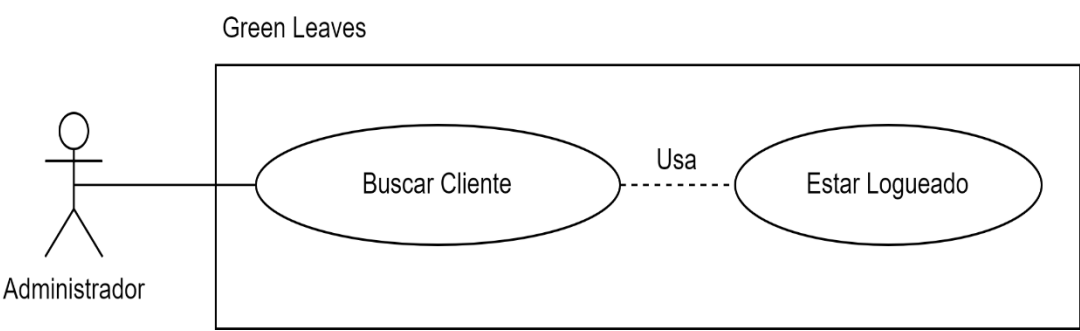 Green Leaves
Buscar Cliente
Usa
Estar Logueado
Administrador